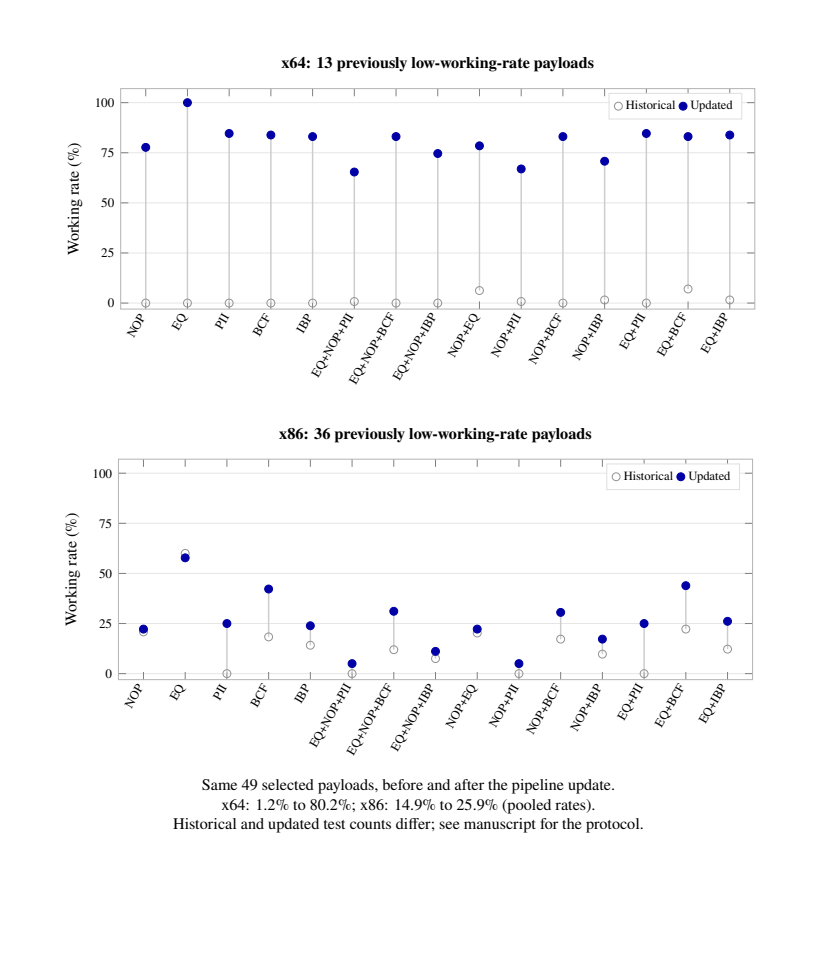 x64: 13 previously low-working-rate payloads
Historical Updated
Working rate (%)
100
75
50
25
0
NOP
EQ
PII
BCF
IBP
EQ+NOP+PII
EQ+NOP+BCF
EQ+NOP+IBP
NOP+EQ
NOP+PII
NOP+BCF
NOP+IBP
EQ+PII
EQ+BCF
EQ+IBP
x86: 36 previously low-working-rate payloads
Historical Updated
Working rate (%)
100
75
50
25
0
NOP
EQ
PII
BCF
IBP
EQ+NOP+PII
EQ+NOP+BCF
EQ+NOP+IBP
NOP+EQ
NOP+PII
NOP+BCF
NOP+IBP
EQ+PII
EQ+BCF
EQ+IBP
Same 49 selected payloads, before and after the pipeline update.
x64: 1.2% to 80.2%; x86: 14.9% to 25.9% (pooled rates).
Historical and updated test counts differ; see manuscript for the protocol.